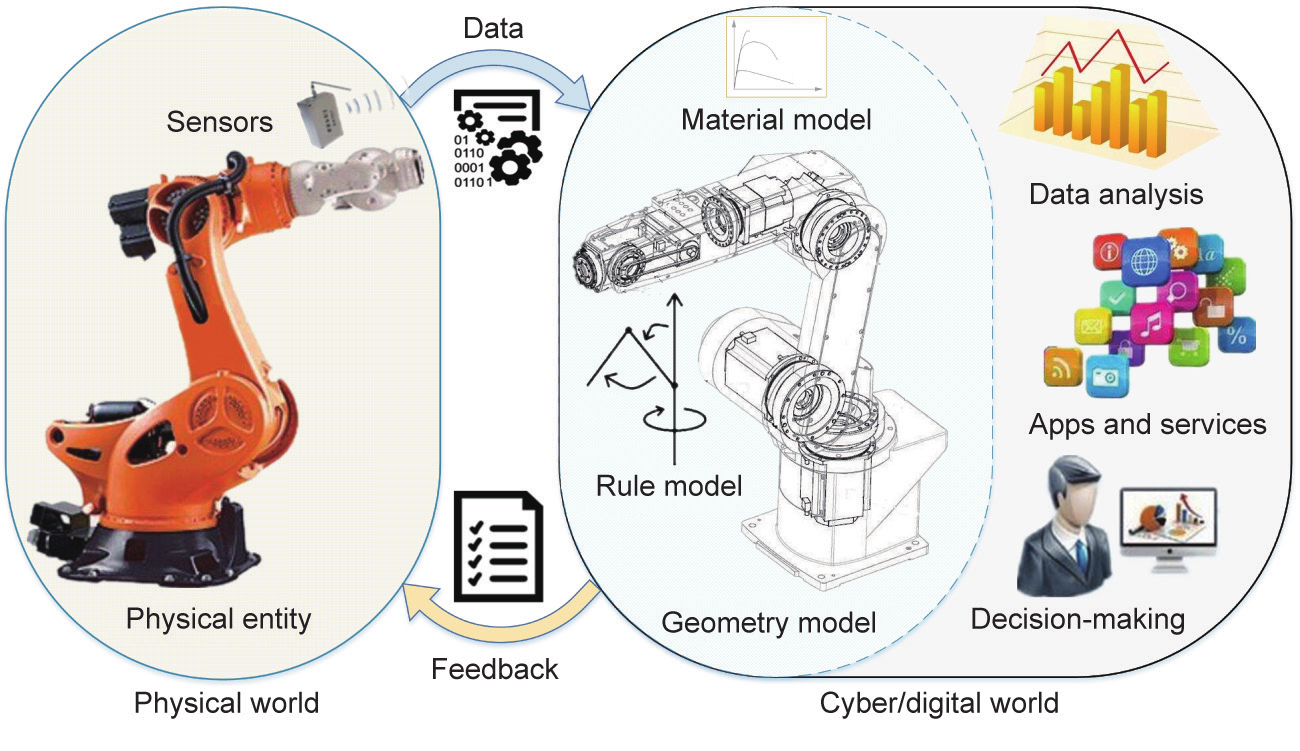 Data
Sensors
01
0110
0001
01101
Material model
Data analysis
Rule model
Apps and services
Physical entity
Geometry model
Decision-making
Feedback
Physical world
Cyber/digital world